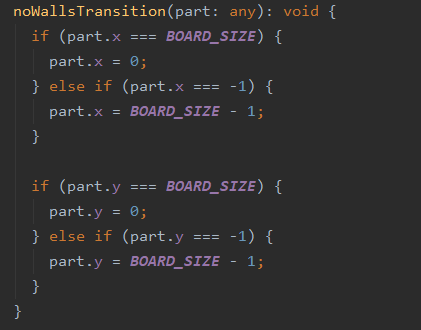 noWallsTransition(part: any): void {
  if (part.x === BOARD_SIZE) {
    part.x = 0;
  } else if (part.x === -1) {
    part.x = BOARD_SIZE - 1;
  }

  if (part.y === BOARD_SIZE) {
    part.y = 0;
  } else if (part.y === -1) {
    part.y = BOARD_SIZE - 1;
  }
}